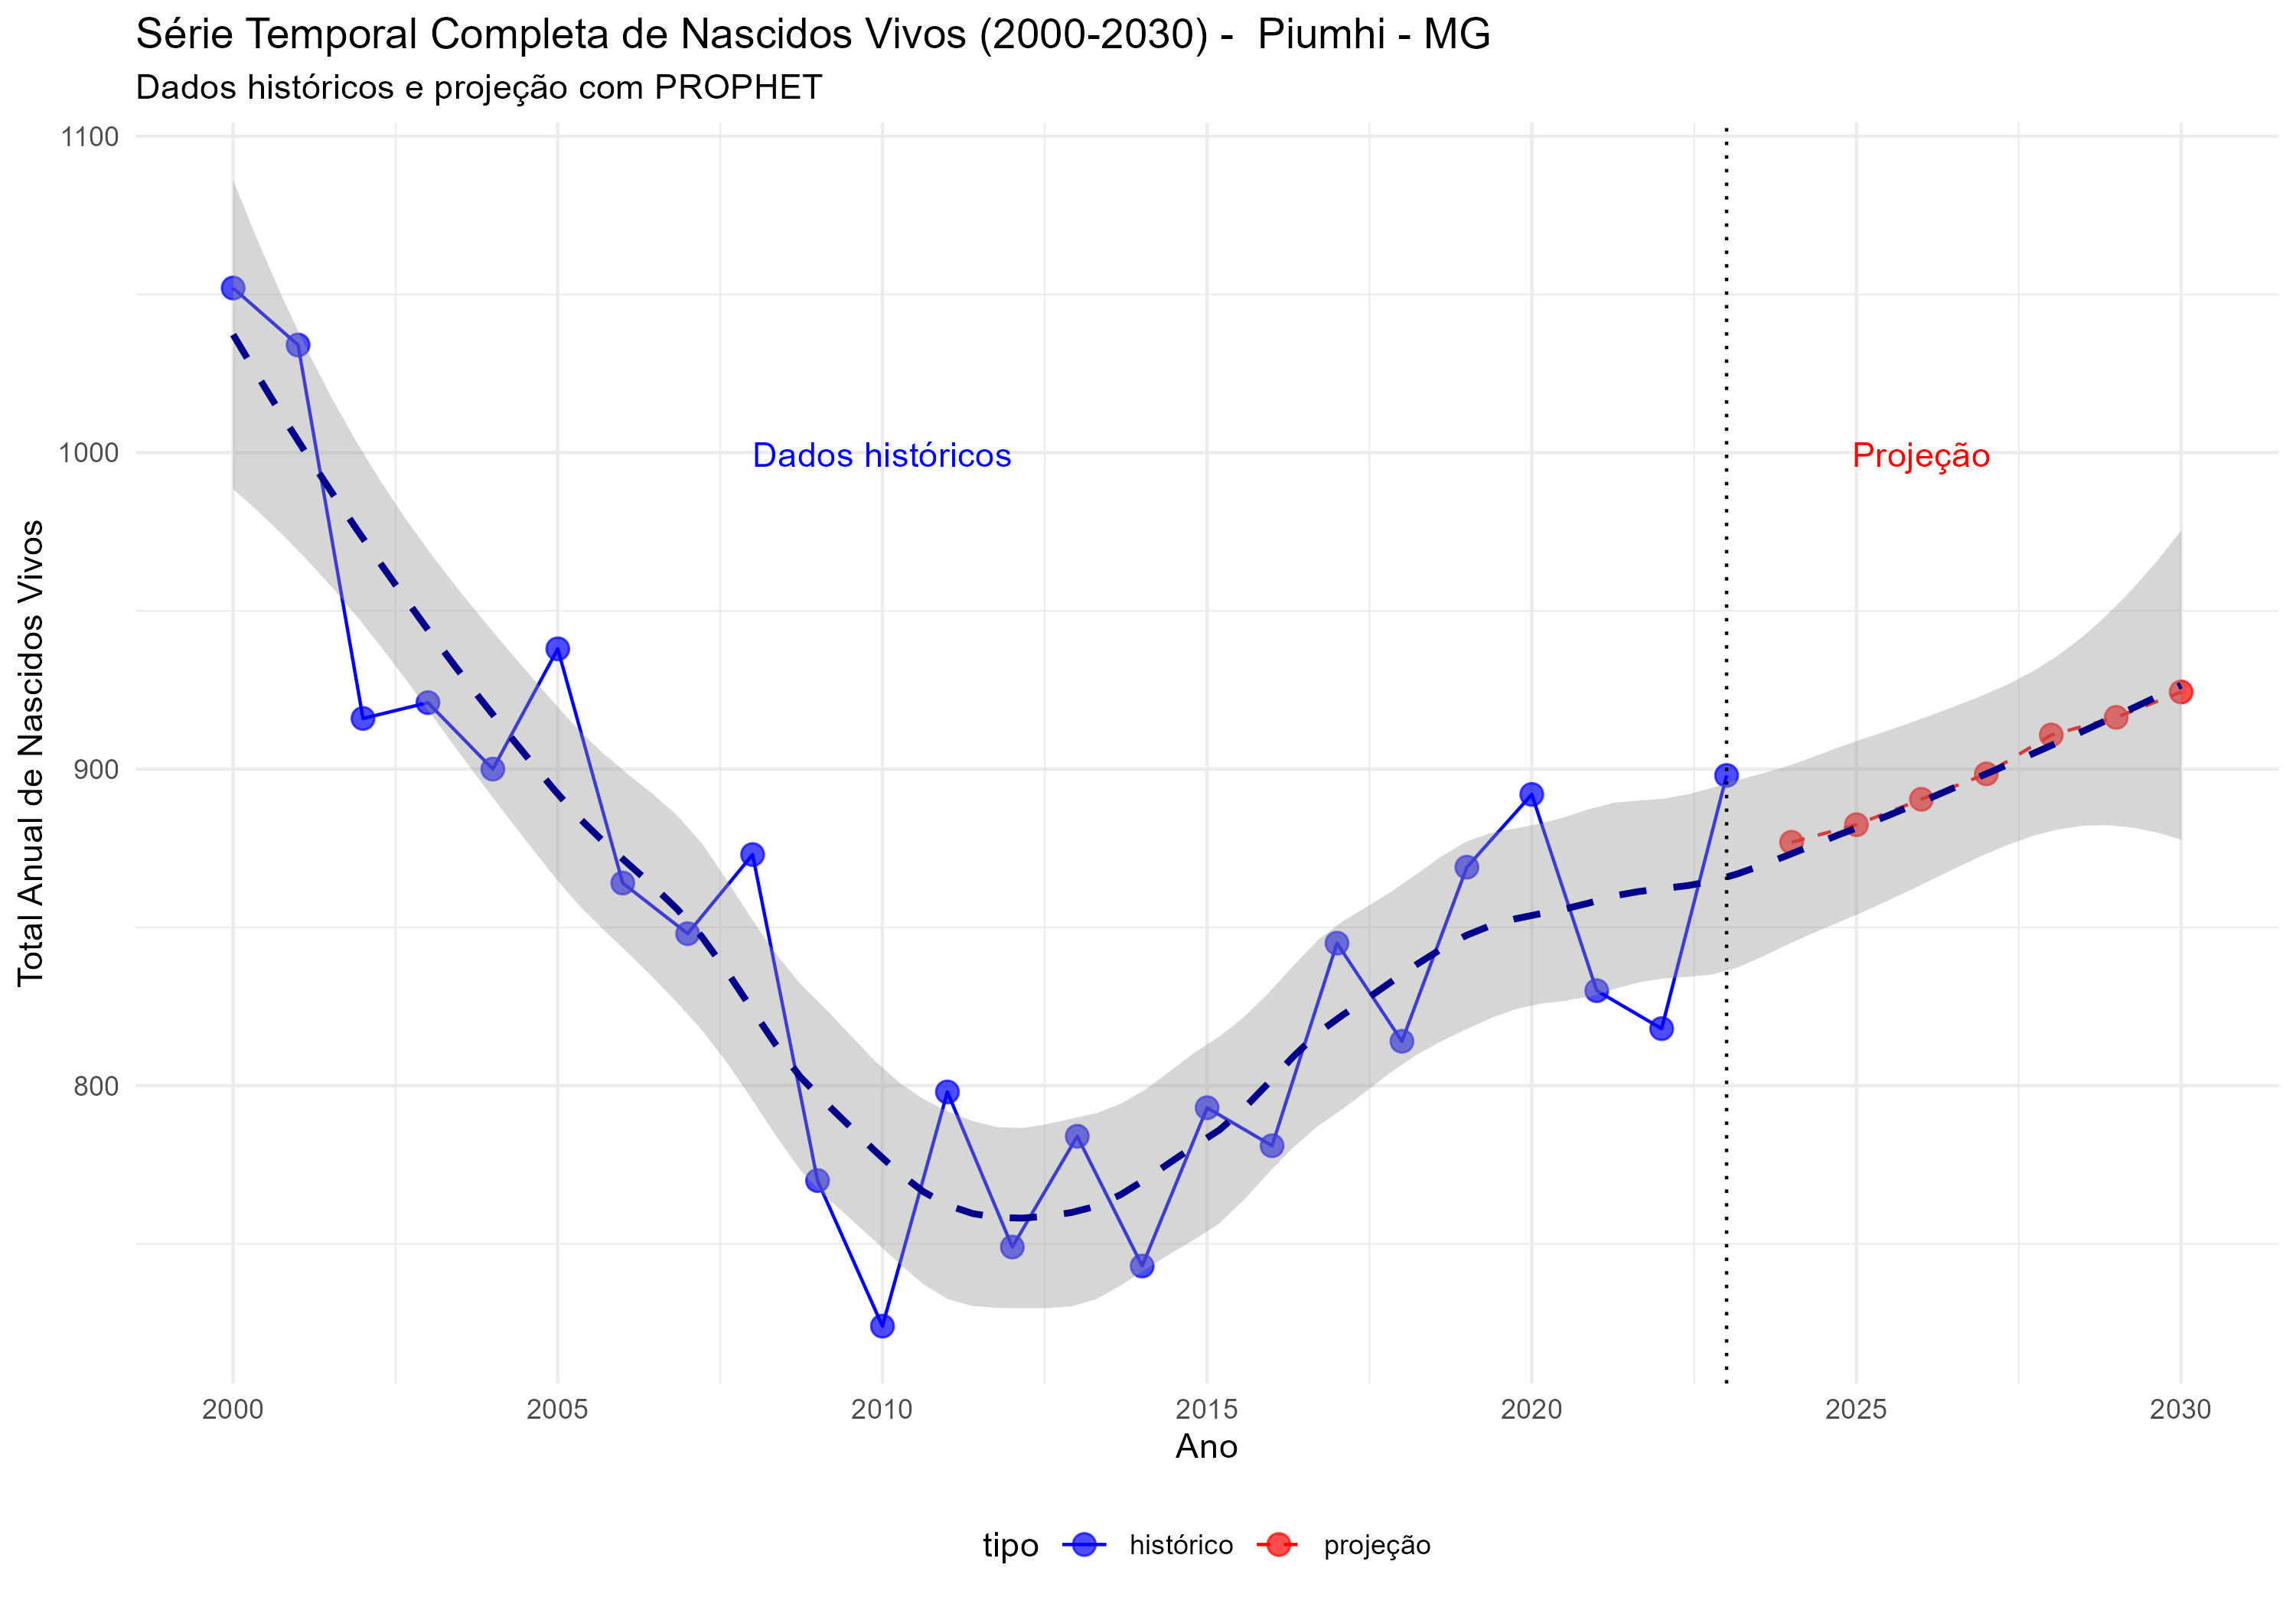 Série Temporal Completa de Nascidos Vivos (2000-2030) -  Piumhi - MG
Dados históricos e projeção com PROPHET
Total Anual de Nascidos Vivos
1100
1000
900
800
Dados históricos
Projeção
2000
2005
2010
2015
2020
2025
2030
Ano
tipo
histórico
projeção